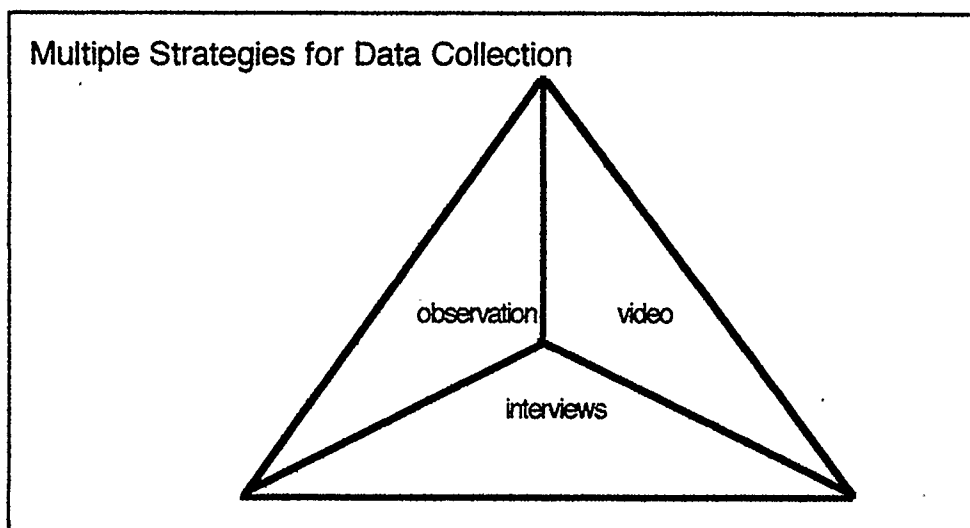 Multiple Strategies for Data Collection
observation video
interviews